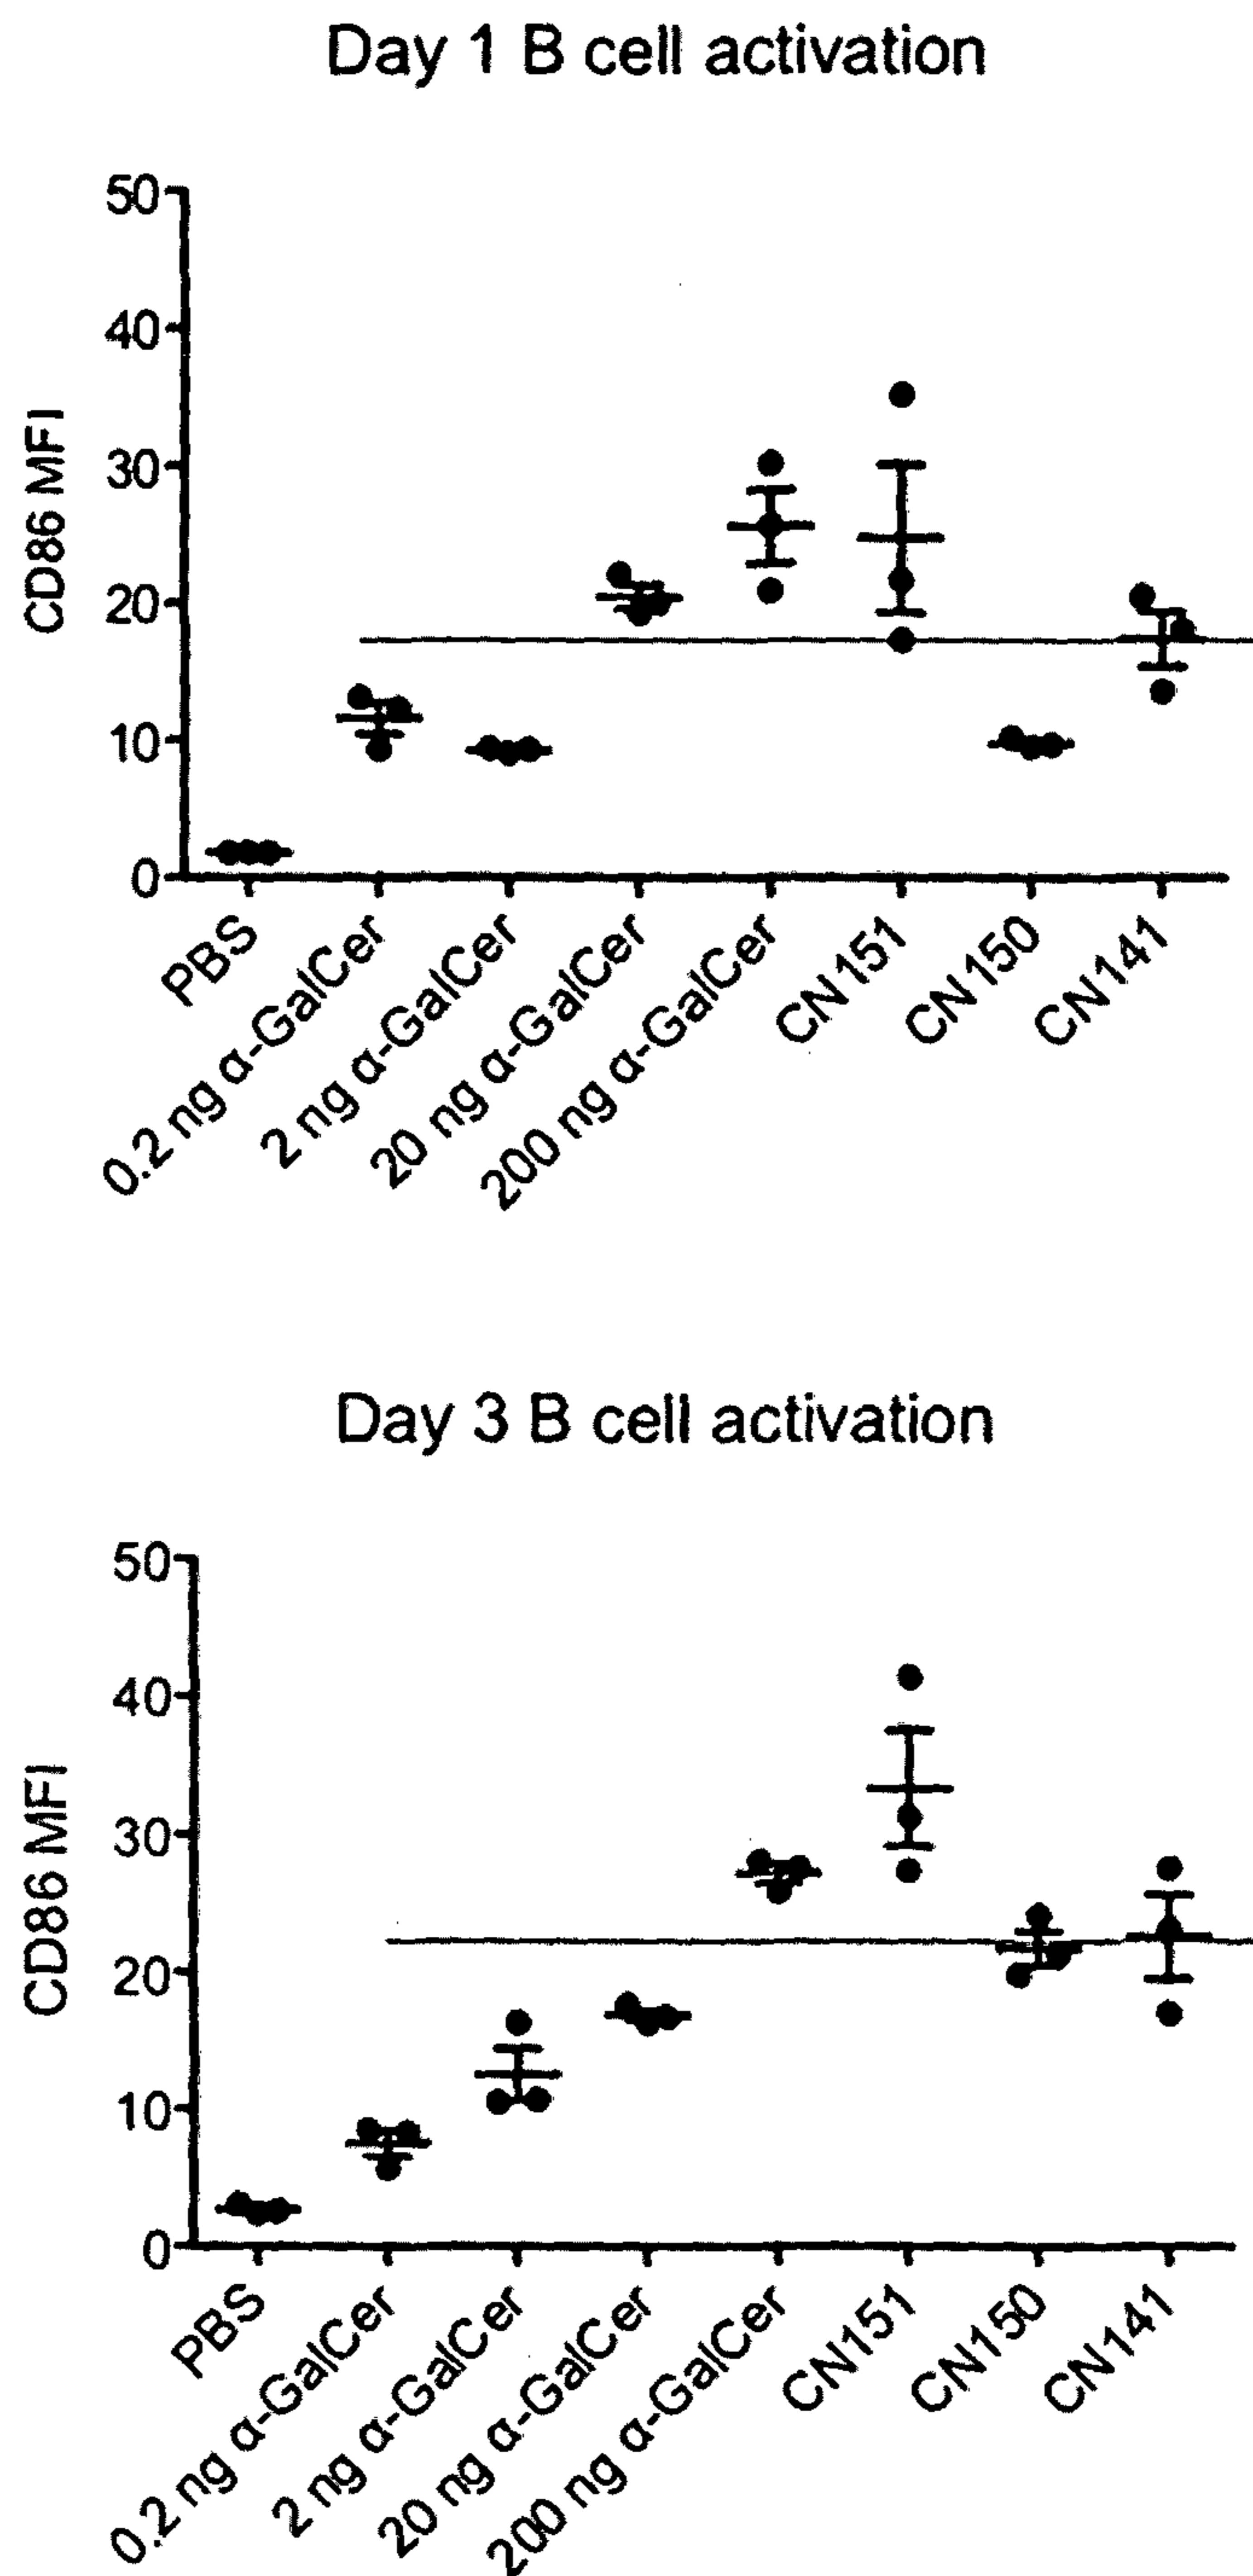 Day 1 B cell activation
50
40
30
20
10
0
CD86 MFI
PBS
0.2 ng α-GalCer
2 ng α-GalCer
20 ng α-GalCer
200 ng α-GalCer
CN151
CN150
CN141
Day 3 B cell activation
50
40
30
20
10
0
CD86 MFI
PBS
0.2 ng α-GalCer
2 ng α-GalCer
20 ng α-GalCer
200 ng α-GalCer
CN151
CN150
CN141